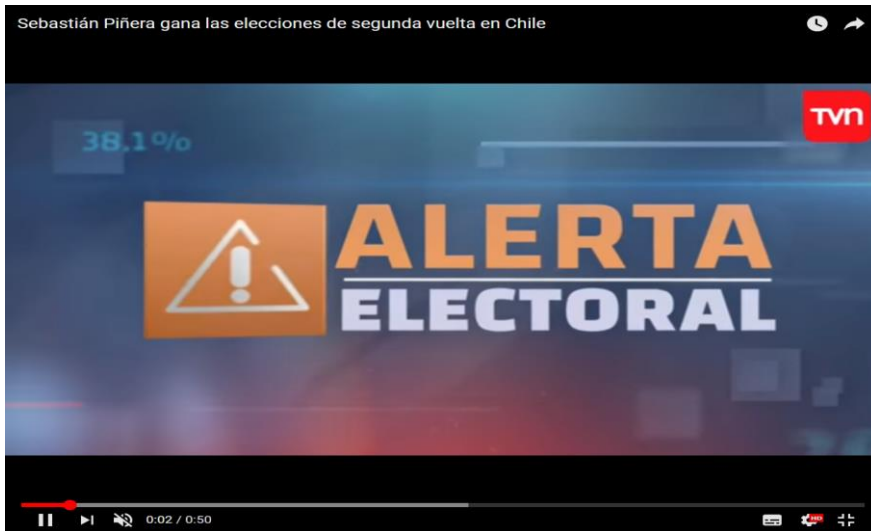 Sebastián Piñera gana las elecciones de segunda vuelta en Chile
TVN
38.1%
ALERTA
ELECTORAL
0:02 / 0:50
HD